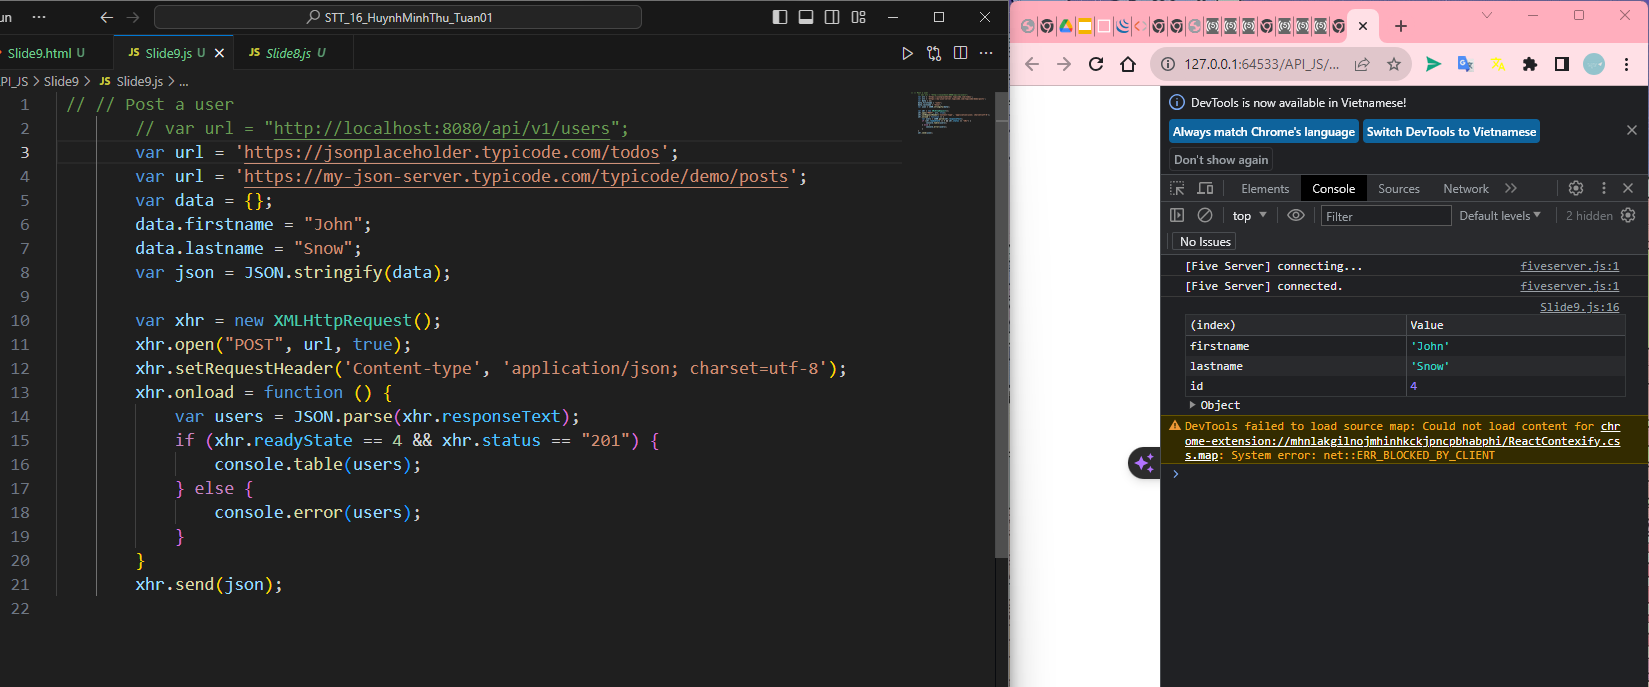 un ··· STT_16_HuynhMinhThu_Tuan01
Slide9.html U JS Slide9.js U JS Slide8.js U
PI_JS > Slide9 > JS Slide9.js > ...
1 // // Post a user
2 // var url = "http://localhost:8080/api/v1/users";
3 var url = 'https://jsonplaceholder.typicode.com/todos';
4 var url = 'https://my-json-server.typicode.com/typicode/demo/posts';
5 var data = {};
6 data.firstname = "John";
7 data.lastname = "Snow";
8 var json = JSON.stringify(data);
9
10 var xhr = new XMLHttpRequest();
11 xhr.open("POST", url, true);
12 xhr.setRequestHeader('Content-type', 'application/json; charset=utf-8');
13 xhr.onload = function () {
14 var users = JSON.parse(xhr.responseText);
15 if (xhr.readyState == 4 && xhr.status == "201") {
16 console.table(users);
17 } else {
18 console.error(users);
19 }
20 }
21 xhr.send(json);
22
127.0.0.1:64533/API_JS/...
DevTools is now available in Vietnamese!
Always match Chrome's language Switch DevTools to Vietnamese
Don't show again
Elements Console Sources Network
top Filter Default levels 2 hidden
No Issues
[Five Server] connecting... fiveserver.js:1
[Five Server] connected. fiveserver.js:1
Slide9.js:16
(index) Value
firstname 'John'
lastname 'Snow'
id 4
Object
DevTools failed to load source map: Could not load content for chr
ome-extension://mhnlakgilnojmhinhkckjpncpbhabphi/ReactContexify.cs
s.map: System error: net::ERR_BLOCKED_BY_CLIENT